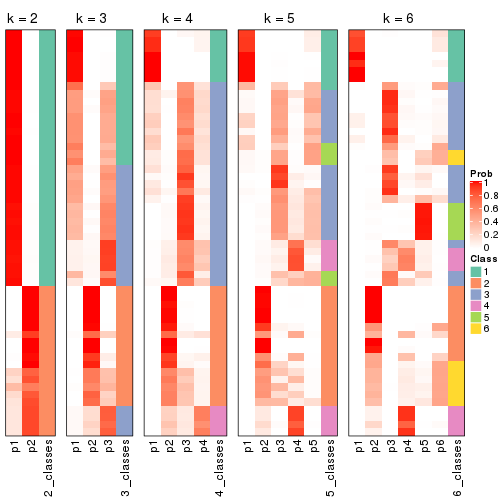 k = 2
k = 3
k = 4
k = 5
k = 6
p1
p2
2_classes
p1
p2
p3
3_classes
p1
p2
p3
p4
4_classes
p1
p2
p3
p4
p5
5_classes
p1
p2
p3
p4
p5
p6
6_classes
Prob
1
0.8
0.6
0.4
0.2
0
Class
1
2
3
4
5
6